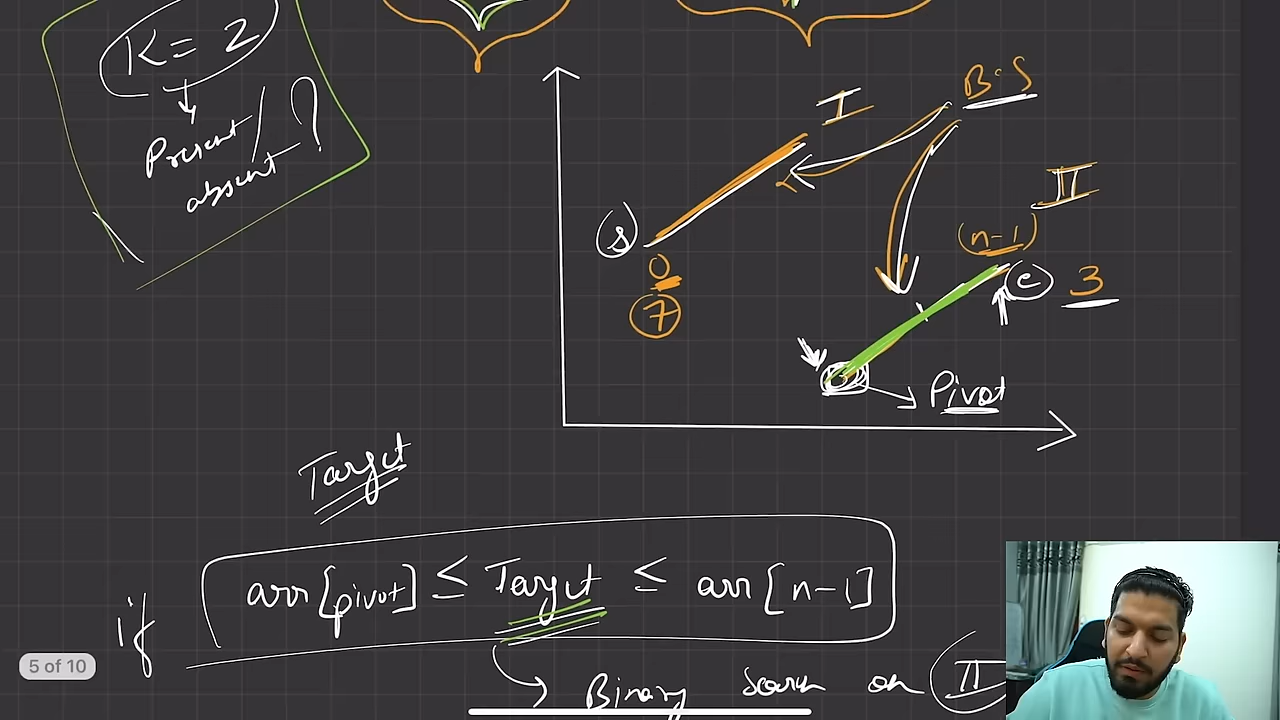 K = 2
Present/
absent ?
I
B.S
II
(s)
(n-1)
0
(e) 3
7
Pivot
Target
if arr[pivot] ≤ Target ≤ arr[n-1]
Binary search on II
5 of 10